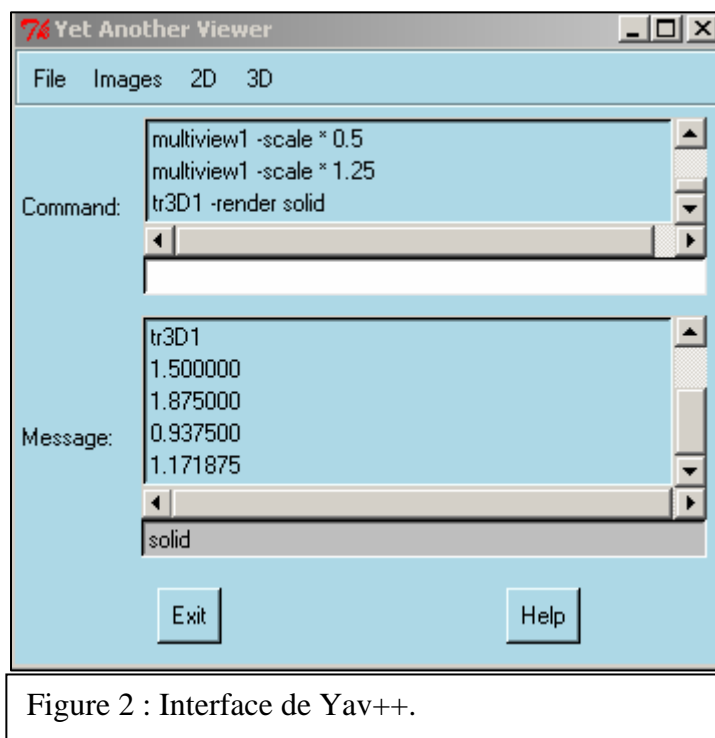 Yet Another Viewer
File Images 2D 3D
Command:
multiview1 -scale * 0.5
multiview1 -scale * 1.25
tr3D1 -render solid
Message:
tr3D1
1.500000
1.875000
0.937500
1.171875
solid
Exit Help
Figure 2 : Interface de Yav++.